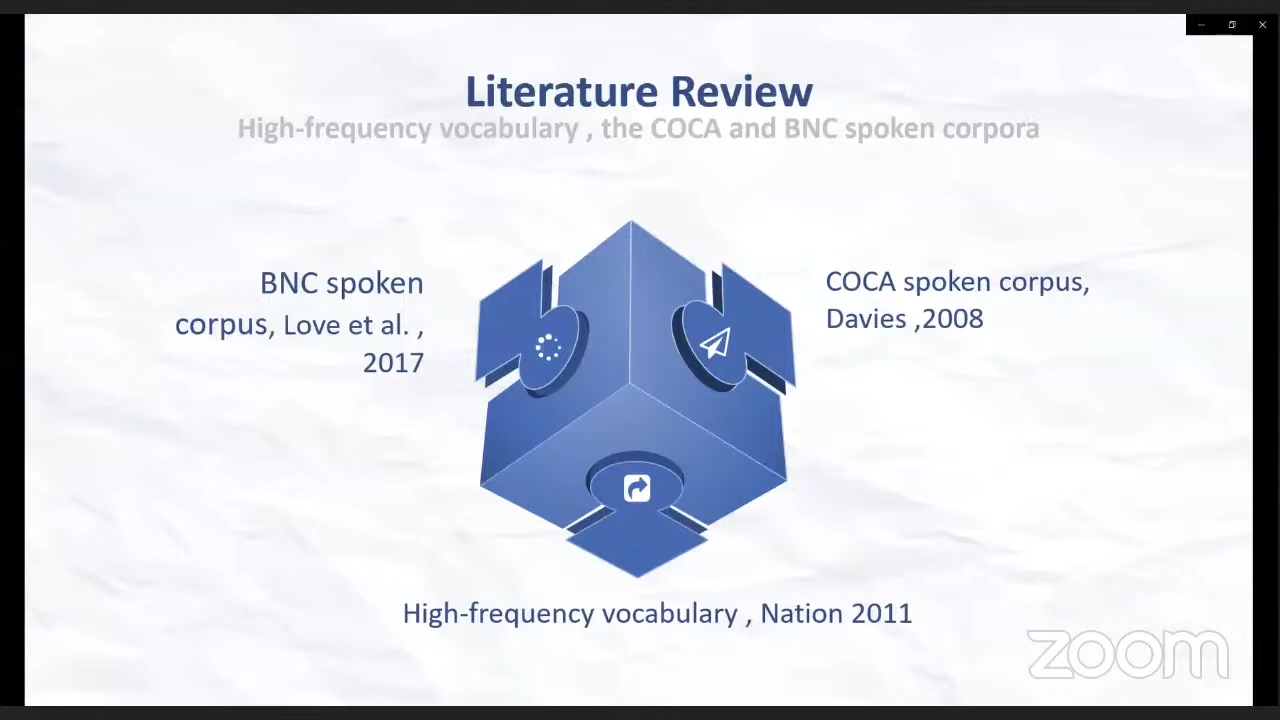 Literature Review
High-frequency vocabulary , the COCA and BNC spoken corpora
BNC spoken
corpus, Love et al. ,
2017
COCA spoken corpus,
Davies ,2008
High-frequency vocabulary , Nation 2011
zoom